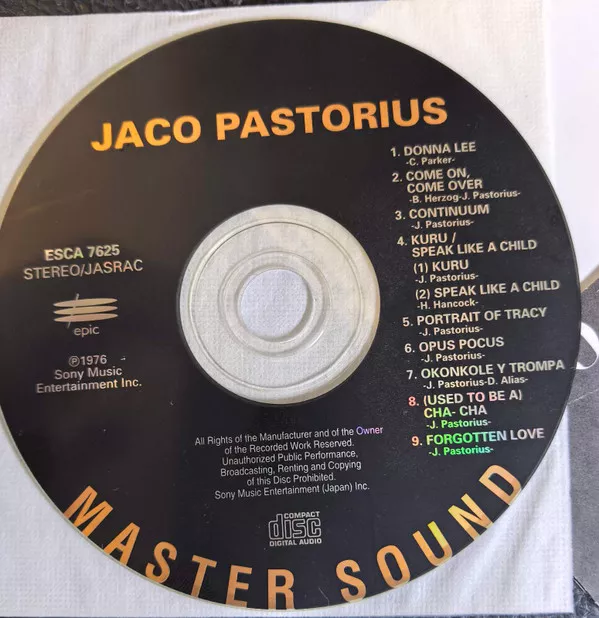 JACO PASTORIUS
1. DONNA LEE
-C. Parker-
2. COME ON,
COME OVER
-B. Herzog-J. Pastorius-
3. CONTINUUM
-J. Pastorius-
4. KURU /
SPEAK LIKE A CHILD
(1) KURU
-J. Pastorius-
(2) SPEAK LIKE A CHILD
-H. Hancock-
5. PORTRAIT OF TRACY
-J. Pastorius-
6. OPUS POCUS
-J. Pastorius-
7. OKONKOLE Y TROMPA
-J. Pastorius-D. Alias-
8. (USED TO BE A)
CHA- CHA
-J. Pastorius-
9. FORGOTTEN LOVE
-J. Pastorius-
ESCA 7625
STEREO/JASRAC
epic
℗1976
Sony Music
Entertainment Inc.
All Rights of the Manufacturer and of the Owner
of the Recorded Work Reserved.
Unauthorized Public Performance,
Broadcasting, Renting and Copying
of this Disc Prohibited.
Sony Music Entertainment (Japan) Inc.
COMPACT
disc
DIGITAL AUDIO
MASTER SOUND